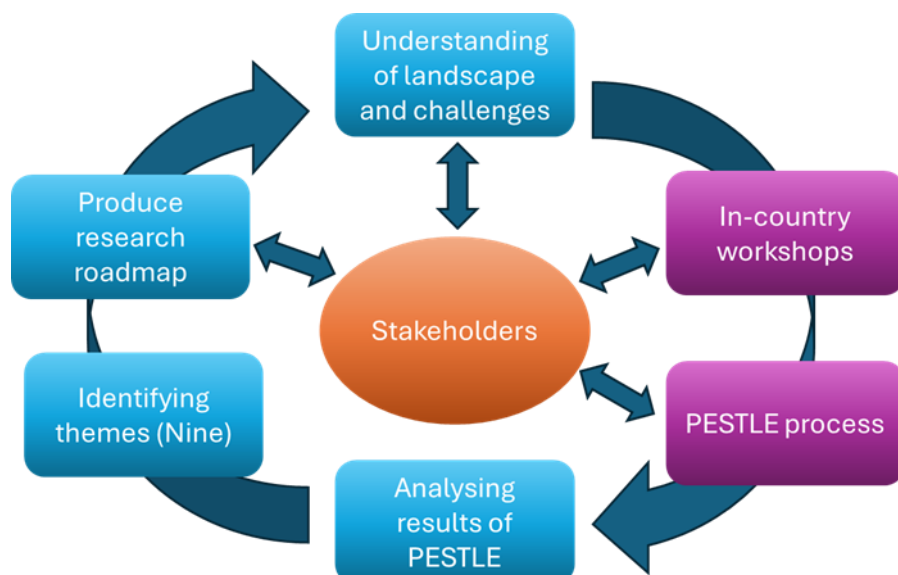 Understanding
of landscape
and challenges
Produce
research
roadmap
In-country
workshops
Stakeholders
Identifying
themes (Nine)
PESTLE process
Analysing
results of
PESTLE